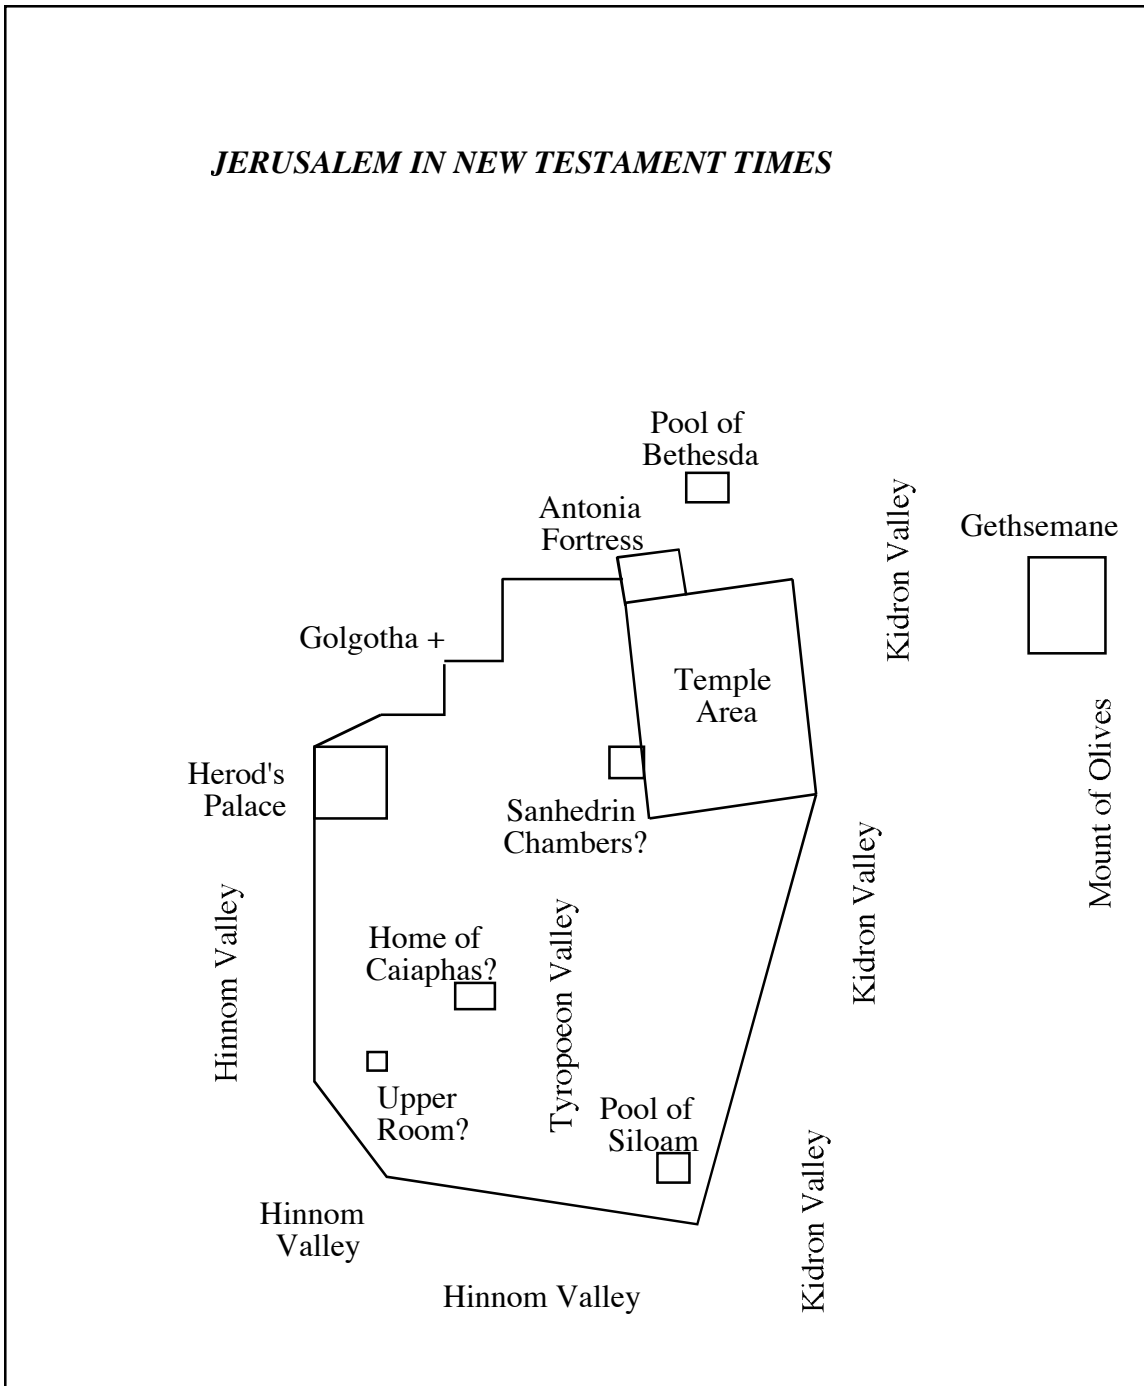 JERUSALEM IN NEW TESTAMENT TIMES
Pool of
Bethesda
Antonia
Fortress
Kidron Valley
Gethsemane
Golgotha +
Temple
Area
Mount of Olives
Herod's
Palace
Sanhedrin
Chambers?
Kidron Valley
Hinnom Valley
Home of
Caiaphas?
Tyropoeon Valley
Upper
Room?
Pool of
Siloam
Kidron Valley
Hinnom
Valley
Hinnom Valley